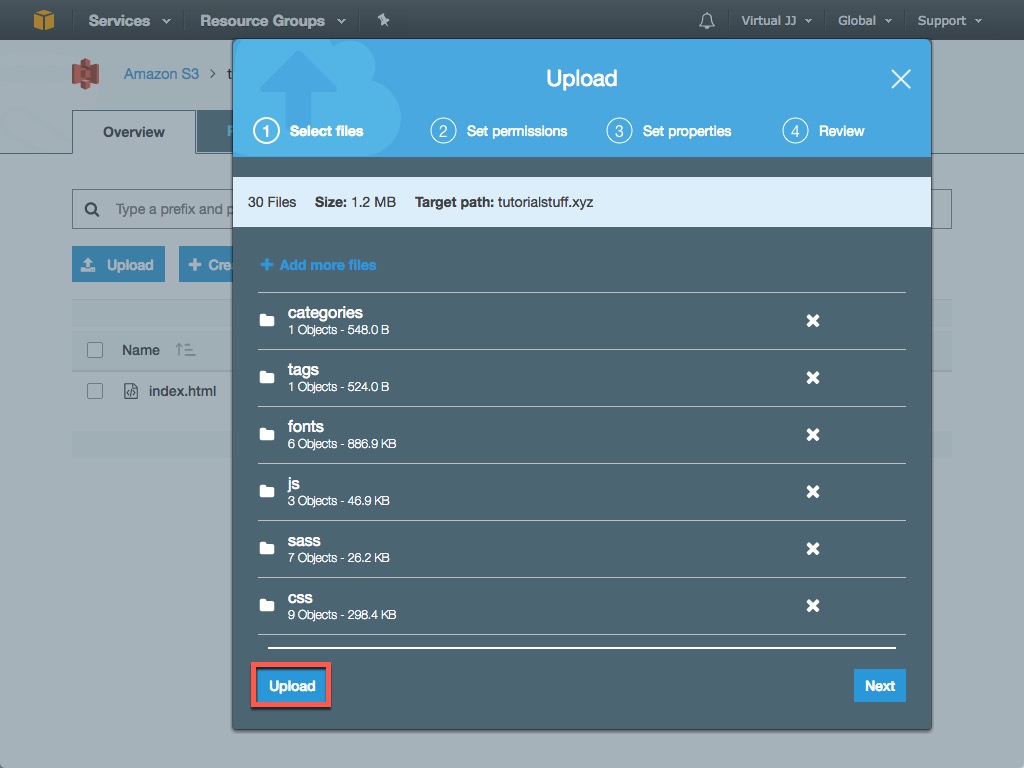 Services Resource Groups Virtual JJ Global Support
Amazon S3 > t
Overview
Type a prefix and p
Upload Cre
Name
index.html
Upload
1 Select files 2 Set permissions 3 Set properties 4 Review
30 Files Size: 1.2 MB Target path: tutorialstuff.xyz
+ Add more files
categories
1 Objects - 548.0 B
tags
1 Objects - 524.0 B
fonts
6 Objects - 886.9 KB
js
3 Objects - 46.9 KB
sass
7 Objects - 26.2 KB
css
9 Objects - 298.4 KB
Upload Next